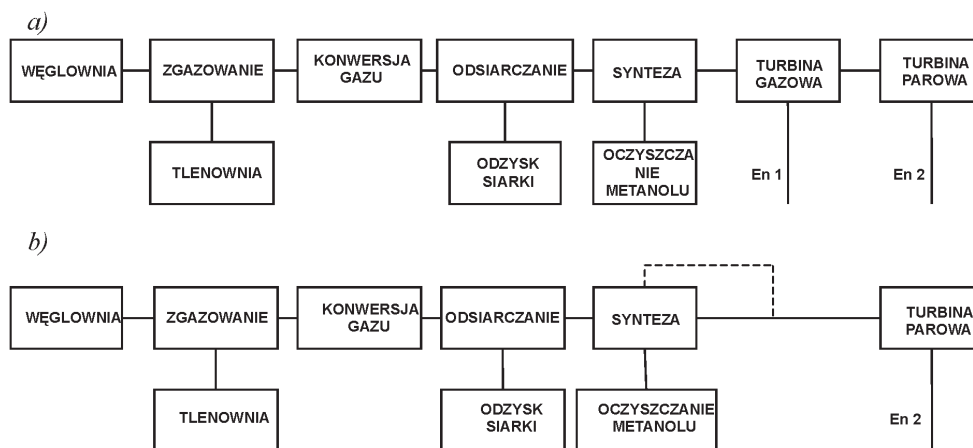 a)
WĘGLOWNIA
ZGAZOWANIE
KONWERSJA
GAZU
ODSIARCZANIE
SYNTEZA
TURBINA
GAZOWA
TURBINA
PAROWA
TLENOWNIA
ODZYSK
SIARKI
OCZYSZCZA
NIE
METANOLU
En 1
En 2
b)
WĘGLOWNIA
ZGAZOWANIE
KONWERSJA
GAZU
ODSIARCZANIE
SYNTEZA
TURBINA
PAROWA
TLENOWNIA
ODZYSK
SIARKI
OCZYSZCZANIE
METANOLU
En 2